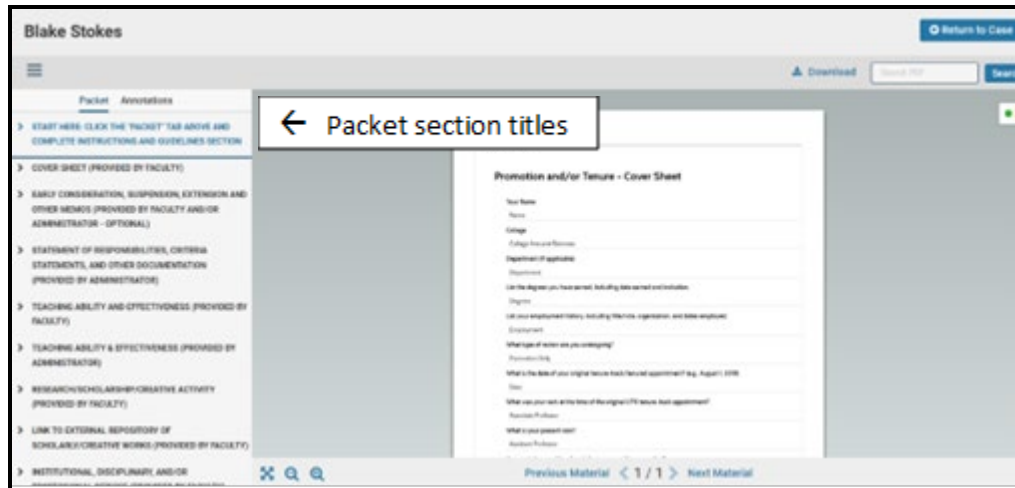 Blake Stokes
Return to Case
Download
Search PDF
Search
Packet Annotations
START HERE: CLICK THE "PACKET" TAB ABOVE AND
COMPLETE INSTRUCTIONS AND GUIDELINES SECTION
COVER SHEET (PROVIDED BY FACULTY)
EARLY CONSIDERATION, SUSPENSION, EXTENSION AND
OTHER MEMOS (PROVIDED BY FACULTY AND/OR
ADMINISTRATOR - OPTIONAL)
STATEMENT OF RESPONSIBILITIES, CRITERIA
STATEMENTS, AND OTHER DOCUMENTATION
(PROVIDED BY ADMINISTRATOR)
TEACHING ABILITY AND EFFECTIVENESS (PROVIDED BY
FACULTY)
TEACHING ABILITY & EFFECTIVENESS (PROVIDED BY
ADMINISTRATOR)
RESEARCH/SCHOLARSHIP/CREATIVE ACTIVITY
(PROVIDED BY FACULTY)
LINK TO EXTERNAL REPOSITORY OF
SCHOLARLY/CREATIVE WORKS (PROVIDED BY FACULTY)
INSTITUTIONAL, DISCIPLINARY, AND/OR
← Packet section titles
Promotion and/or Tenure - Cover Sheet
Your Name
Name
College
College
Department (if applicable)
Department
List the degrees you have earned, including date earned and institution.
Degrees
List your employment history, including title/role, organization, and dates employed.
Employment
What type of review are you undergoing?
Promotion Only
What is the date of your original tenure-track/tenured appointment? (e.g., August 1, 2018)
Date
What was your rank at the time of the original UTK tenure-track appointment?
Associate Professor
What is your present rank?
Assistant Professor
Previous Material < 1 / 1 > Next Material